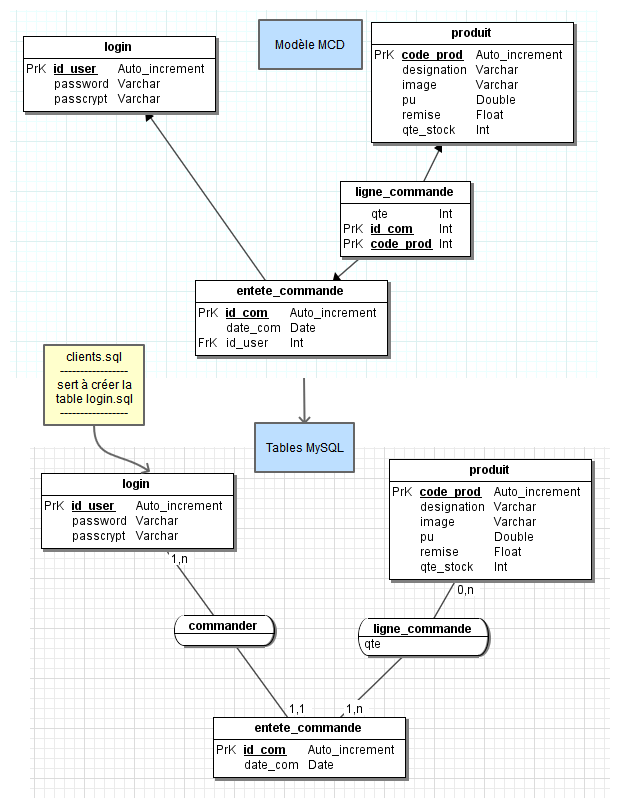 login
PrK id_user Auto_increment
password Varchar
passcrypt Varchar
Modèle MCD
produit
PrK code_prod Auto_increment
designation Varchar
image Varchar
pu Double
remise Float
qte_stock Int
ligne_commande
qte Int
PrK id_com Int
PrK code_prod Int
entete_commande
PrK id_com Auto_increment
date_com Date
FrK id_user Int
clients.sql
-----------------
sert à créer la
table login.sql
-----------------
Tables MySQL
login
PrK id_user Auto_increment
password Varchar
passcrypt Varchar
produit
PrK code_prod Auto_increment
designation Varchar
image Varchar
pu Double
remise Float
qte_stock Int
1,n
0,n
commander
ligne_commande
qte
1,1
1,n
entete_commande
PrK id_com Auto_increment
date_com Date